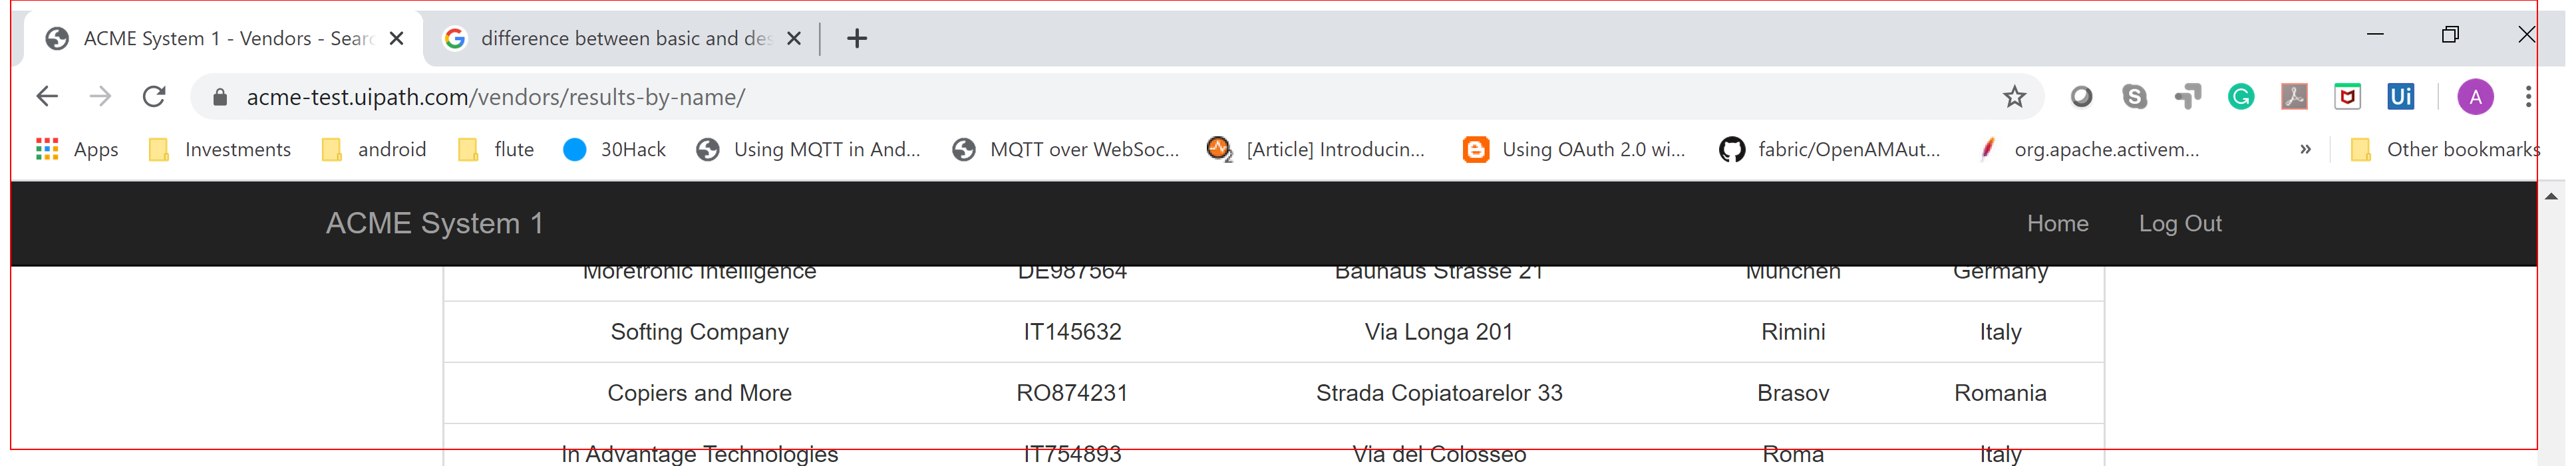 ACME System 1 - Vendors - Sear
difference between basic and des
acme-test.uipath.com/vendors/results-by-name/
Ui A
Apps Investments android flute 30Hack Using MQTT in And... MQTT over WebSoc... 2 [Article] Introducin... Using OAuth 2.0 wi... fabric/OpenAMAut... org.apache.activem... » Other bookmarks
ACME System 1 Home Log Out
Moretronic Intelligence DE987564 Bauhaus Strasse 21 Munchen Germany
Softing Company IT145632 Via Longa 201 Rimini Italy
Copiers and More RO874231 Strada Copiatoarelor 33 Brasov Romania
In Advantage Technologies IT754893 Via del Colosseo Roma Italy